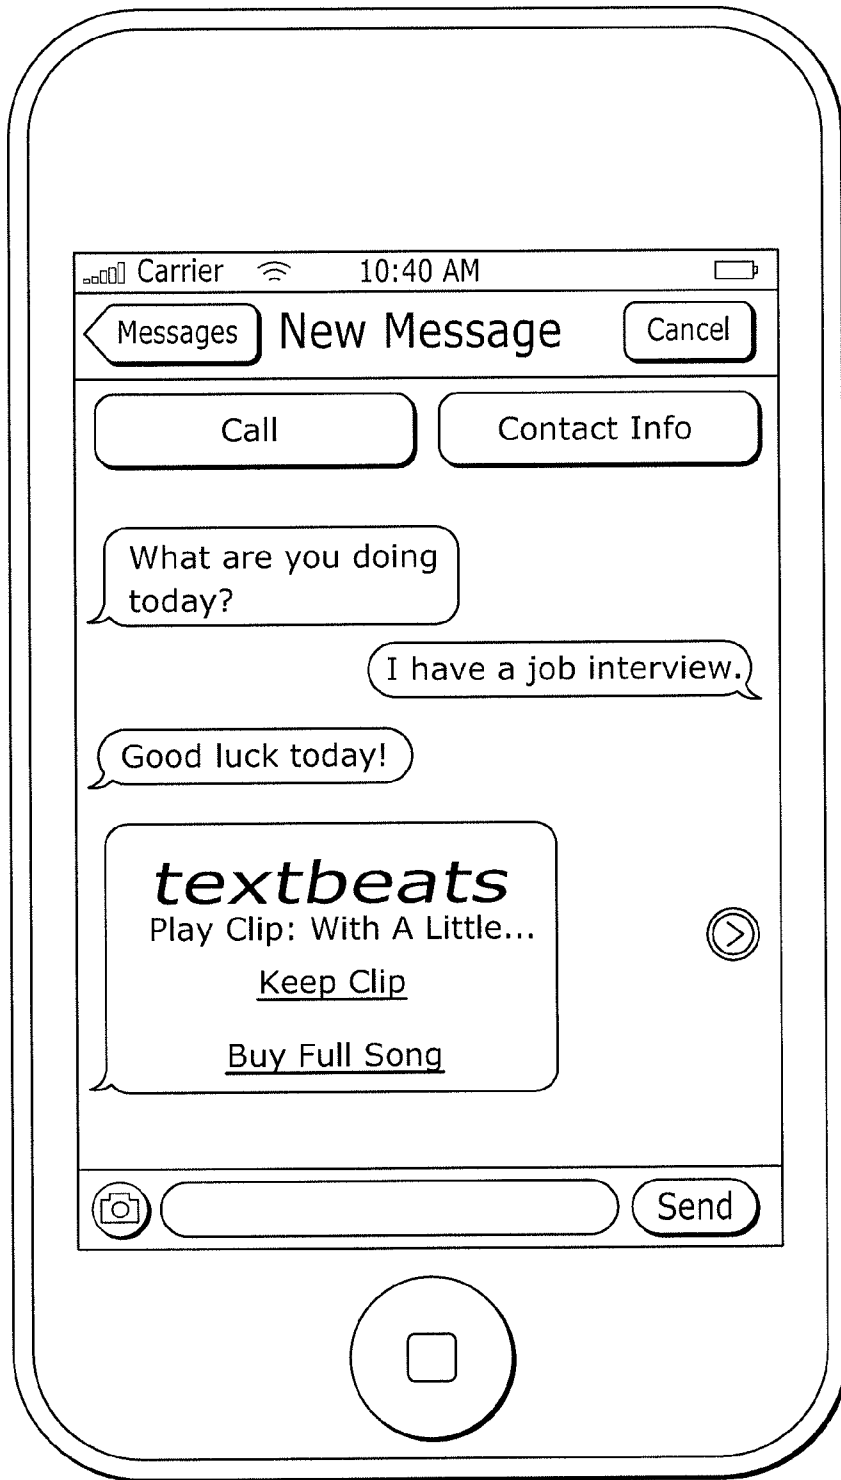 Carrier 10:40 AM
Messages New Message Cancel
Call Contact Info
What are you doing
today?
I have a job interview.
Good luck today!
textbeats
Play Clip: With A Little...
Keep Clip
Buy Full Song
Send